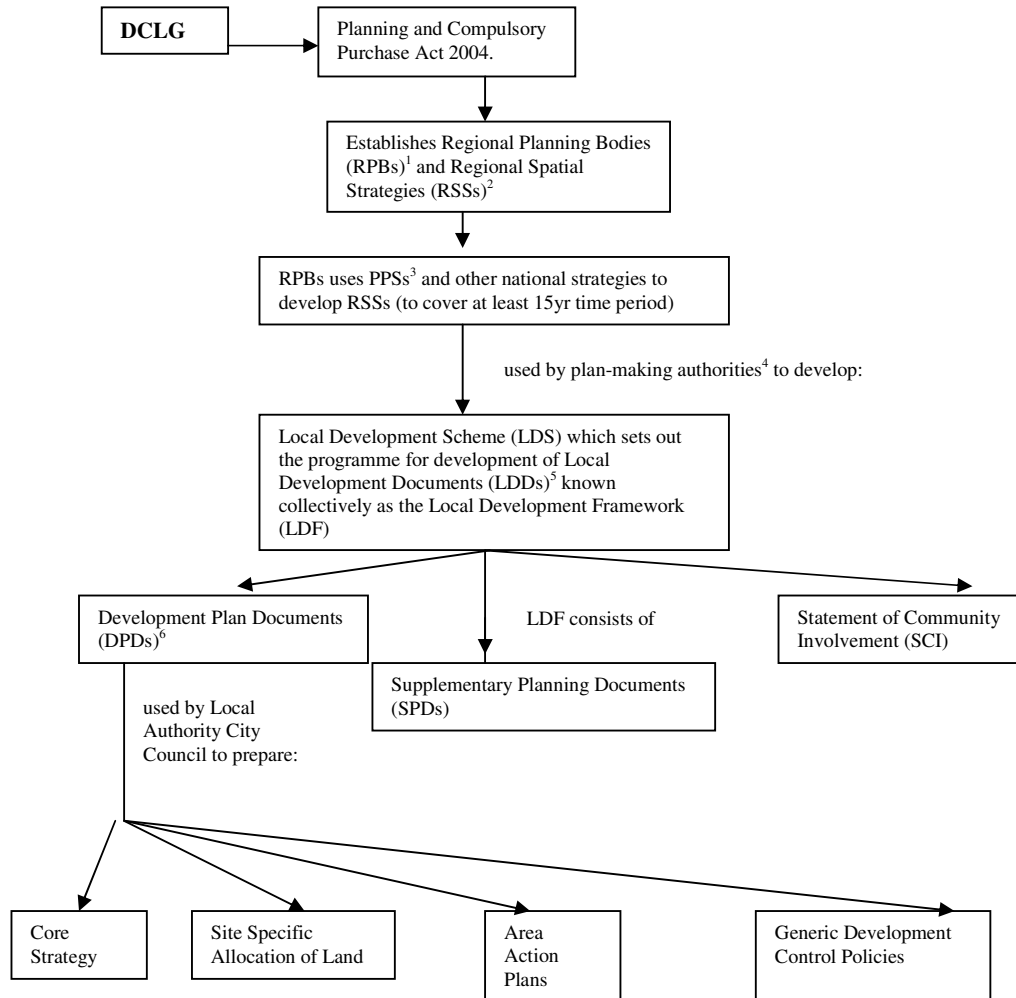 DCLG
Planning and Compulsory
Purchase Act 2004.
Establishes Regional Planning Bodies
(RPBs)¹ and Regional Spatial
Strategies (RSSs)²
RPBs uses PPSs³ and other national strategies to
develop RSSs (to cover at least 15yr time period)
used by plan-making authorities⁴ to develop:
Local Development Scheme (LDS) which sets out
the programme for development of Local
Development Documents (LDDs)⁵ known
collectively as the Local Development Framework
(LDF)
Development Plan Documents
(DPDs)⁶
LDF consists of
Statement of Community
Involvement (SCI)
Supplementary Planning Documents
(SPDs)
used by Local
Authority City
Council to prepare:
Core
Strategy
Site Specific
Allocation of Land
Area
Action
Plans
Generic Development
Control Policies